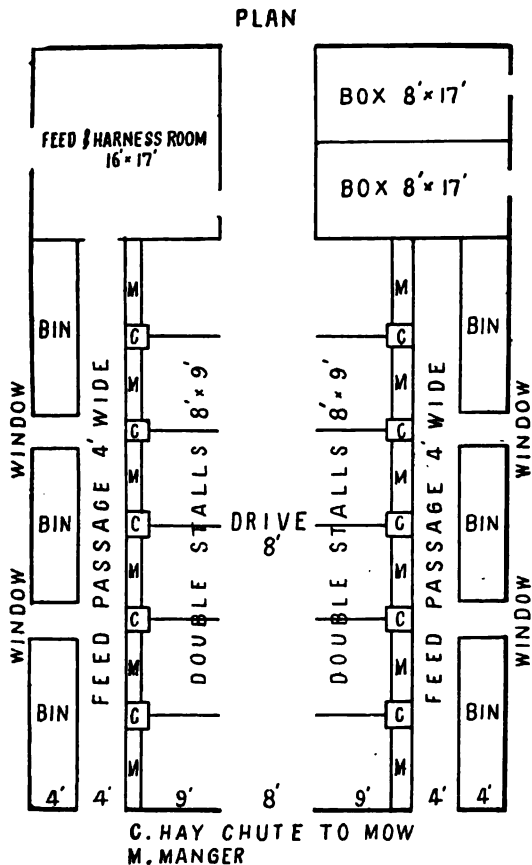 PLAN
FEED & HARNESS ROOM
16' × 17'
BOX 8' × 17'
BOX 8' × 17'
M
M
C
C
BIN
BIN
M
M
C
C
WINDOW
WINDOW
FEED PASSAGE 4' WIDE
DOUBLE STALLS 8' × 9'
DOUBLE STALLS 8' × 9'
FEED PASSAGE 4' WIDE
M
M
BIN
C
DRIVE
8'
C
BIN
M
M
WINDOW
WINDOW
C
C
M
M
BIN
C
C
BIN
M
M
4' 4' 9' 8' 9' 4' 4'
C. HAY CHUTE TO MOW
M. MANGER